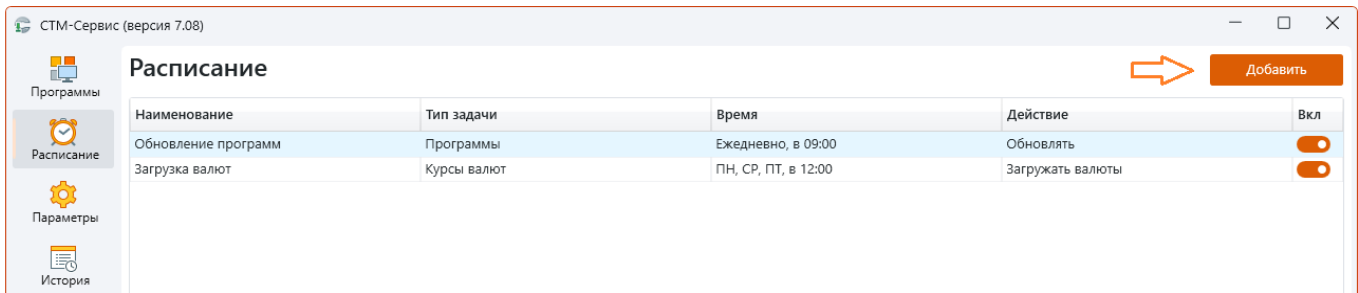 СТМ-Сервис (версия 7.08)
Программы
Расписание
Параметры
История
Расписание
Добавить
Наименование Тип задачи Время Действие Вкл
Обновление программ Программы Ежедневно, в 09:00 Обновлять
Загрузка валют Курсы валют ПН, СР, ПТ, в 12:00 Загружать валюты